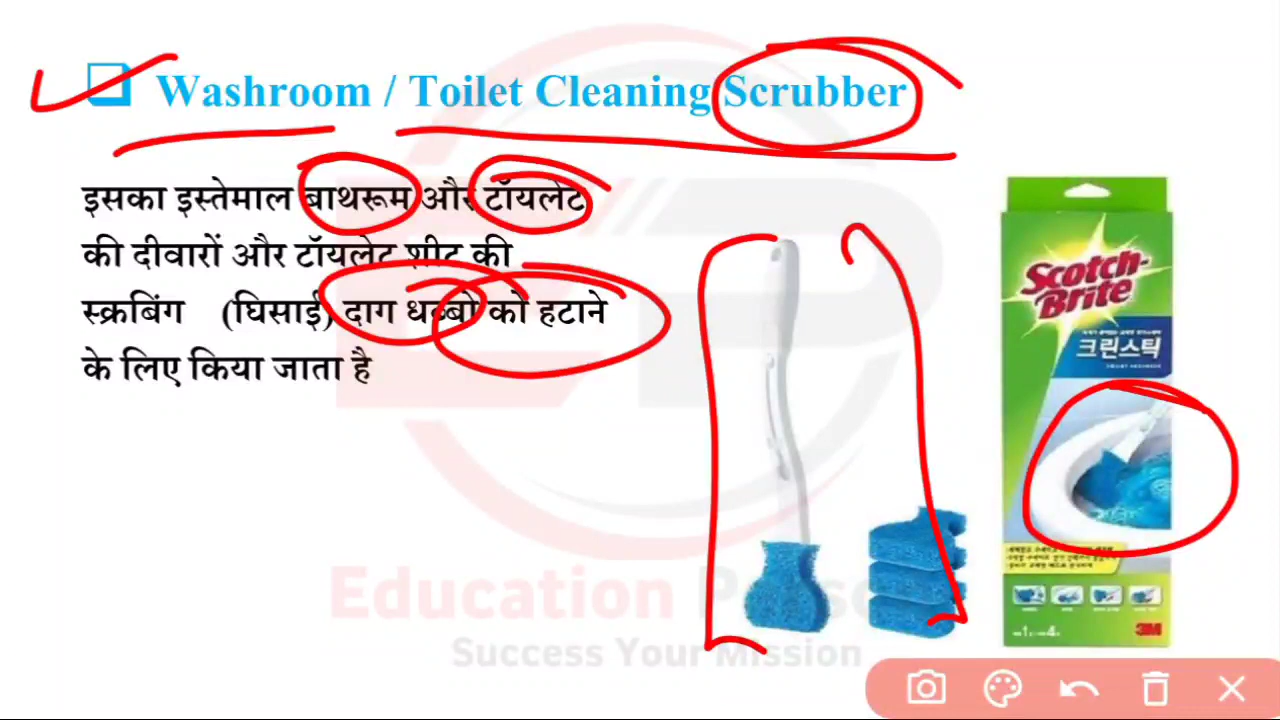 Washroom / Toilet Cleaning Scrubber
इसका इस्तेमाल बाथरूम और टॉयलेट
की दीवारों और टॉयलेट शीट की
स्क्रबिंग (घिसाई) दाग धब्बो को हटाने
के लिए किया जाता है
Scotch-
Brite
크린스틱
3M
Education
Success Your Mission